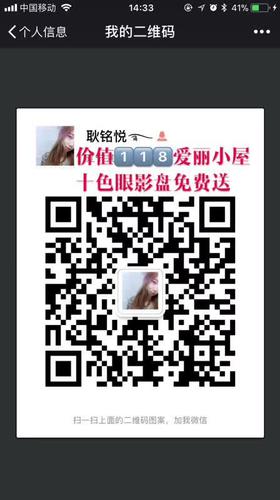 中国移动 14:33 41%
个人信息 我的二维码
耿铭悦
价值118爱丽小屋
十色眼影盘免费送
扫一扫上面的二维码图案，加我微信